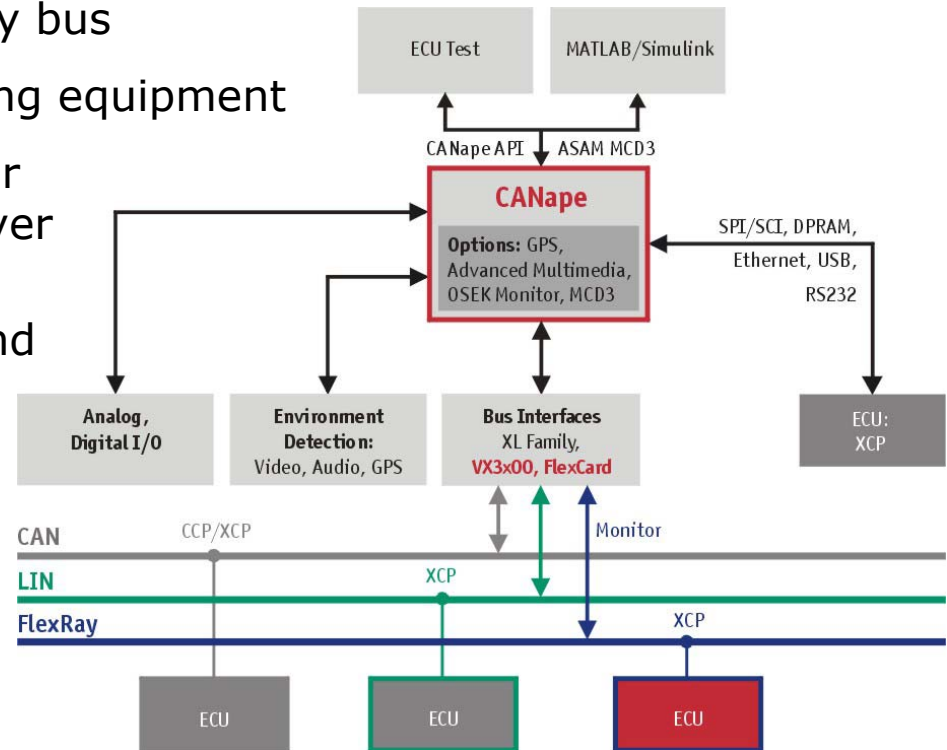 y bus
ng equipment
r
ver
nd
ECU Test
MATLAB/Simulink
CANape API
ASAM MCD3
CANape
Options: GPS,
Advanced Multimedia,
OSEK Monitor, MCD3
SPI/SCI, DPRAM,
Ethernet, USB,
RS232
Analog,
Digital I/O
Environment
Detection:
Video, Audio, GPS
Bus Interfaces
XL Family,
VX3x00, FlexCard
ECU:
XCP
CAN
CCP/XCP
Monitor
LIN
XCP
FlexRay
XCP
ECU
ECU
ECU